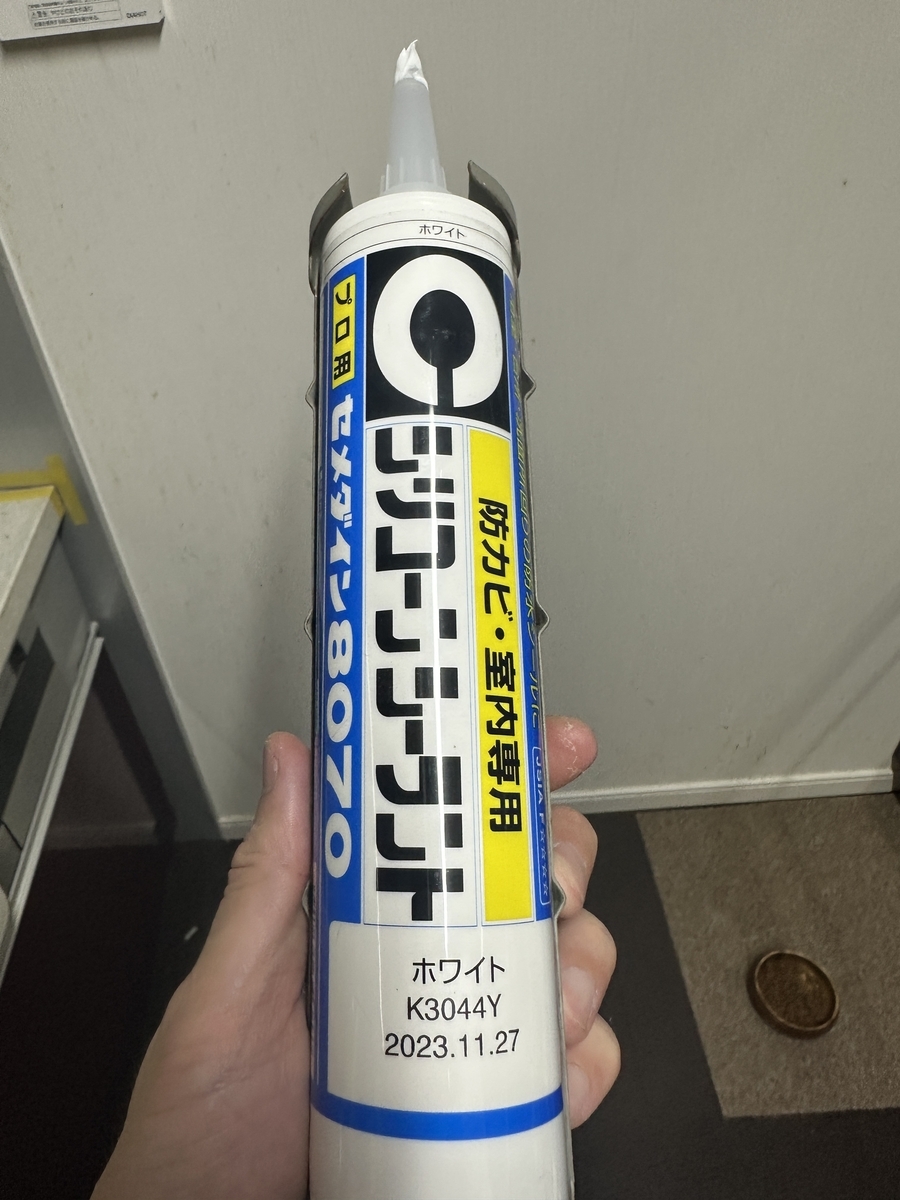 ホワイト
プロ用
セメダイン8070
シリコーンシーラント
防カビ・室内専用
ホワイト
K3044Y
2023.11.27